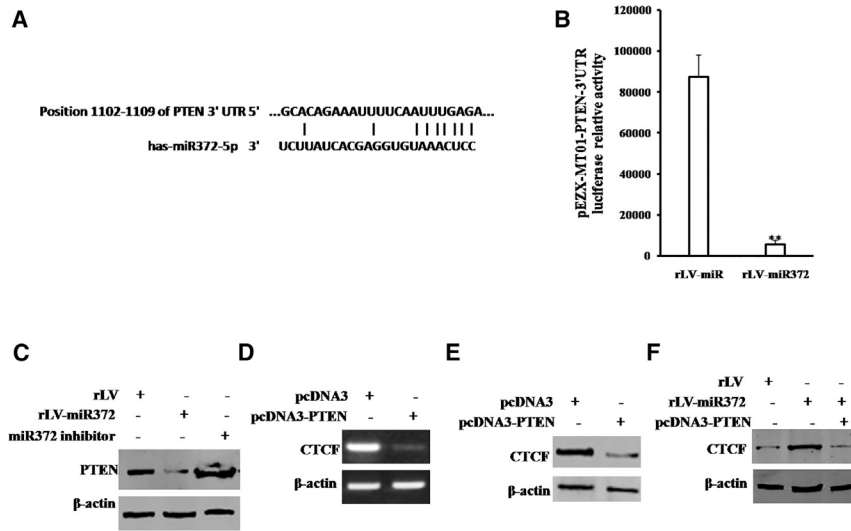 A
Position 1102-1109 of PTEN 3' UTR 5' ...GCACAGAAAUUUUCAAUUUGAGA...
has-miR372-5p 3' UCUUAUCACGAGGUGUAAACUCC
B
pEZX-MT01-PTEN-3'UTR
luciferase relative activity
120000
100000
80000
60000
40000
20000
0
**
rLV-miR rLV-miR372
C
rLV + - -
rLV-miR372 - + -
miR372 inhibitor - - +
PTEN
β-actin
D
pcDNA3 + -
pcDNA3-PTEN - +
CTCF
β-actin
E
pcDNA3 + -
pcDNA3-PTEN - +
CTCF
β-actin
F
rLV + - -
rLV-miR372 - + +
pcDNA3-PTEN - - +
CTCF
β-actin